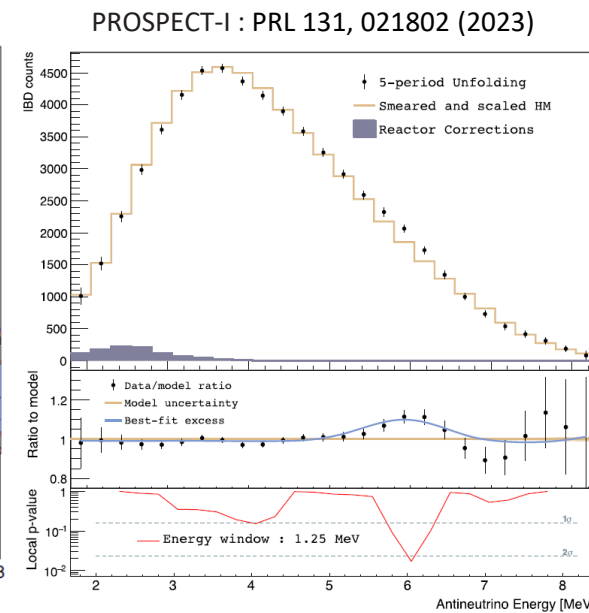 PROSPECT-I : PRL 131, 021802 (2023)
IBD counts
4500
4000
3500
3000
2500
2000
1500
1000
500
0
5-period Unfolding
Smeared and scaled HM
Reactor Corrections
Ratio to model
1.2
1
0.8
Data/model ratio
Model uncertainty
Best-fit excess
Local p-value
1
10⁻¹
10⁻²
1σ
2σ
Energy window : 1.25 MeV
2 3 4 5 6 7 8
Antineutrino Energy [MeV